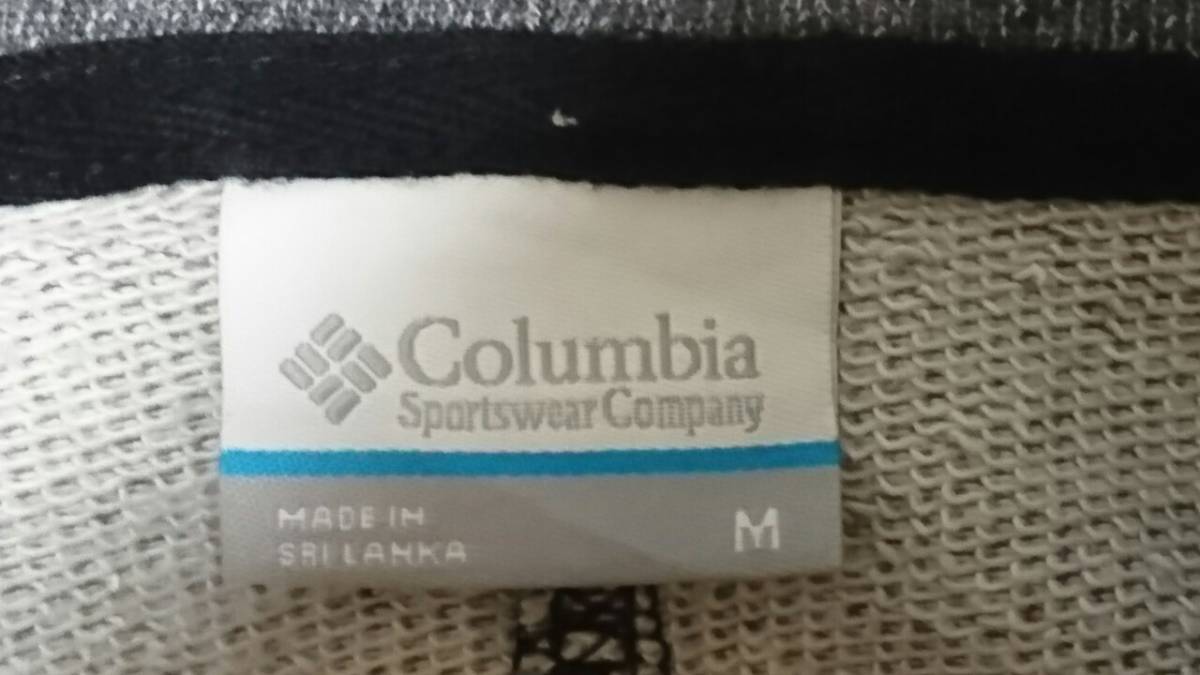 Columbia
Sportswear Company
MADE IN
SRI LANKA
M